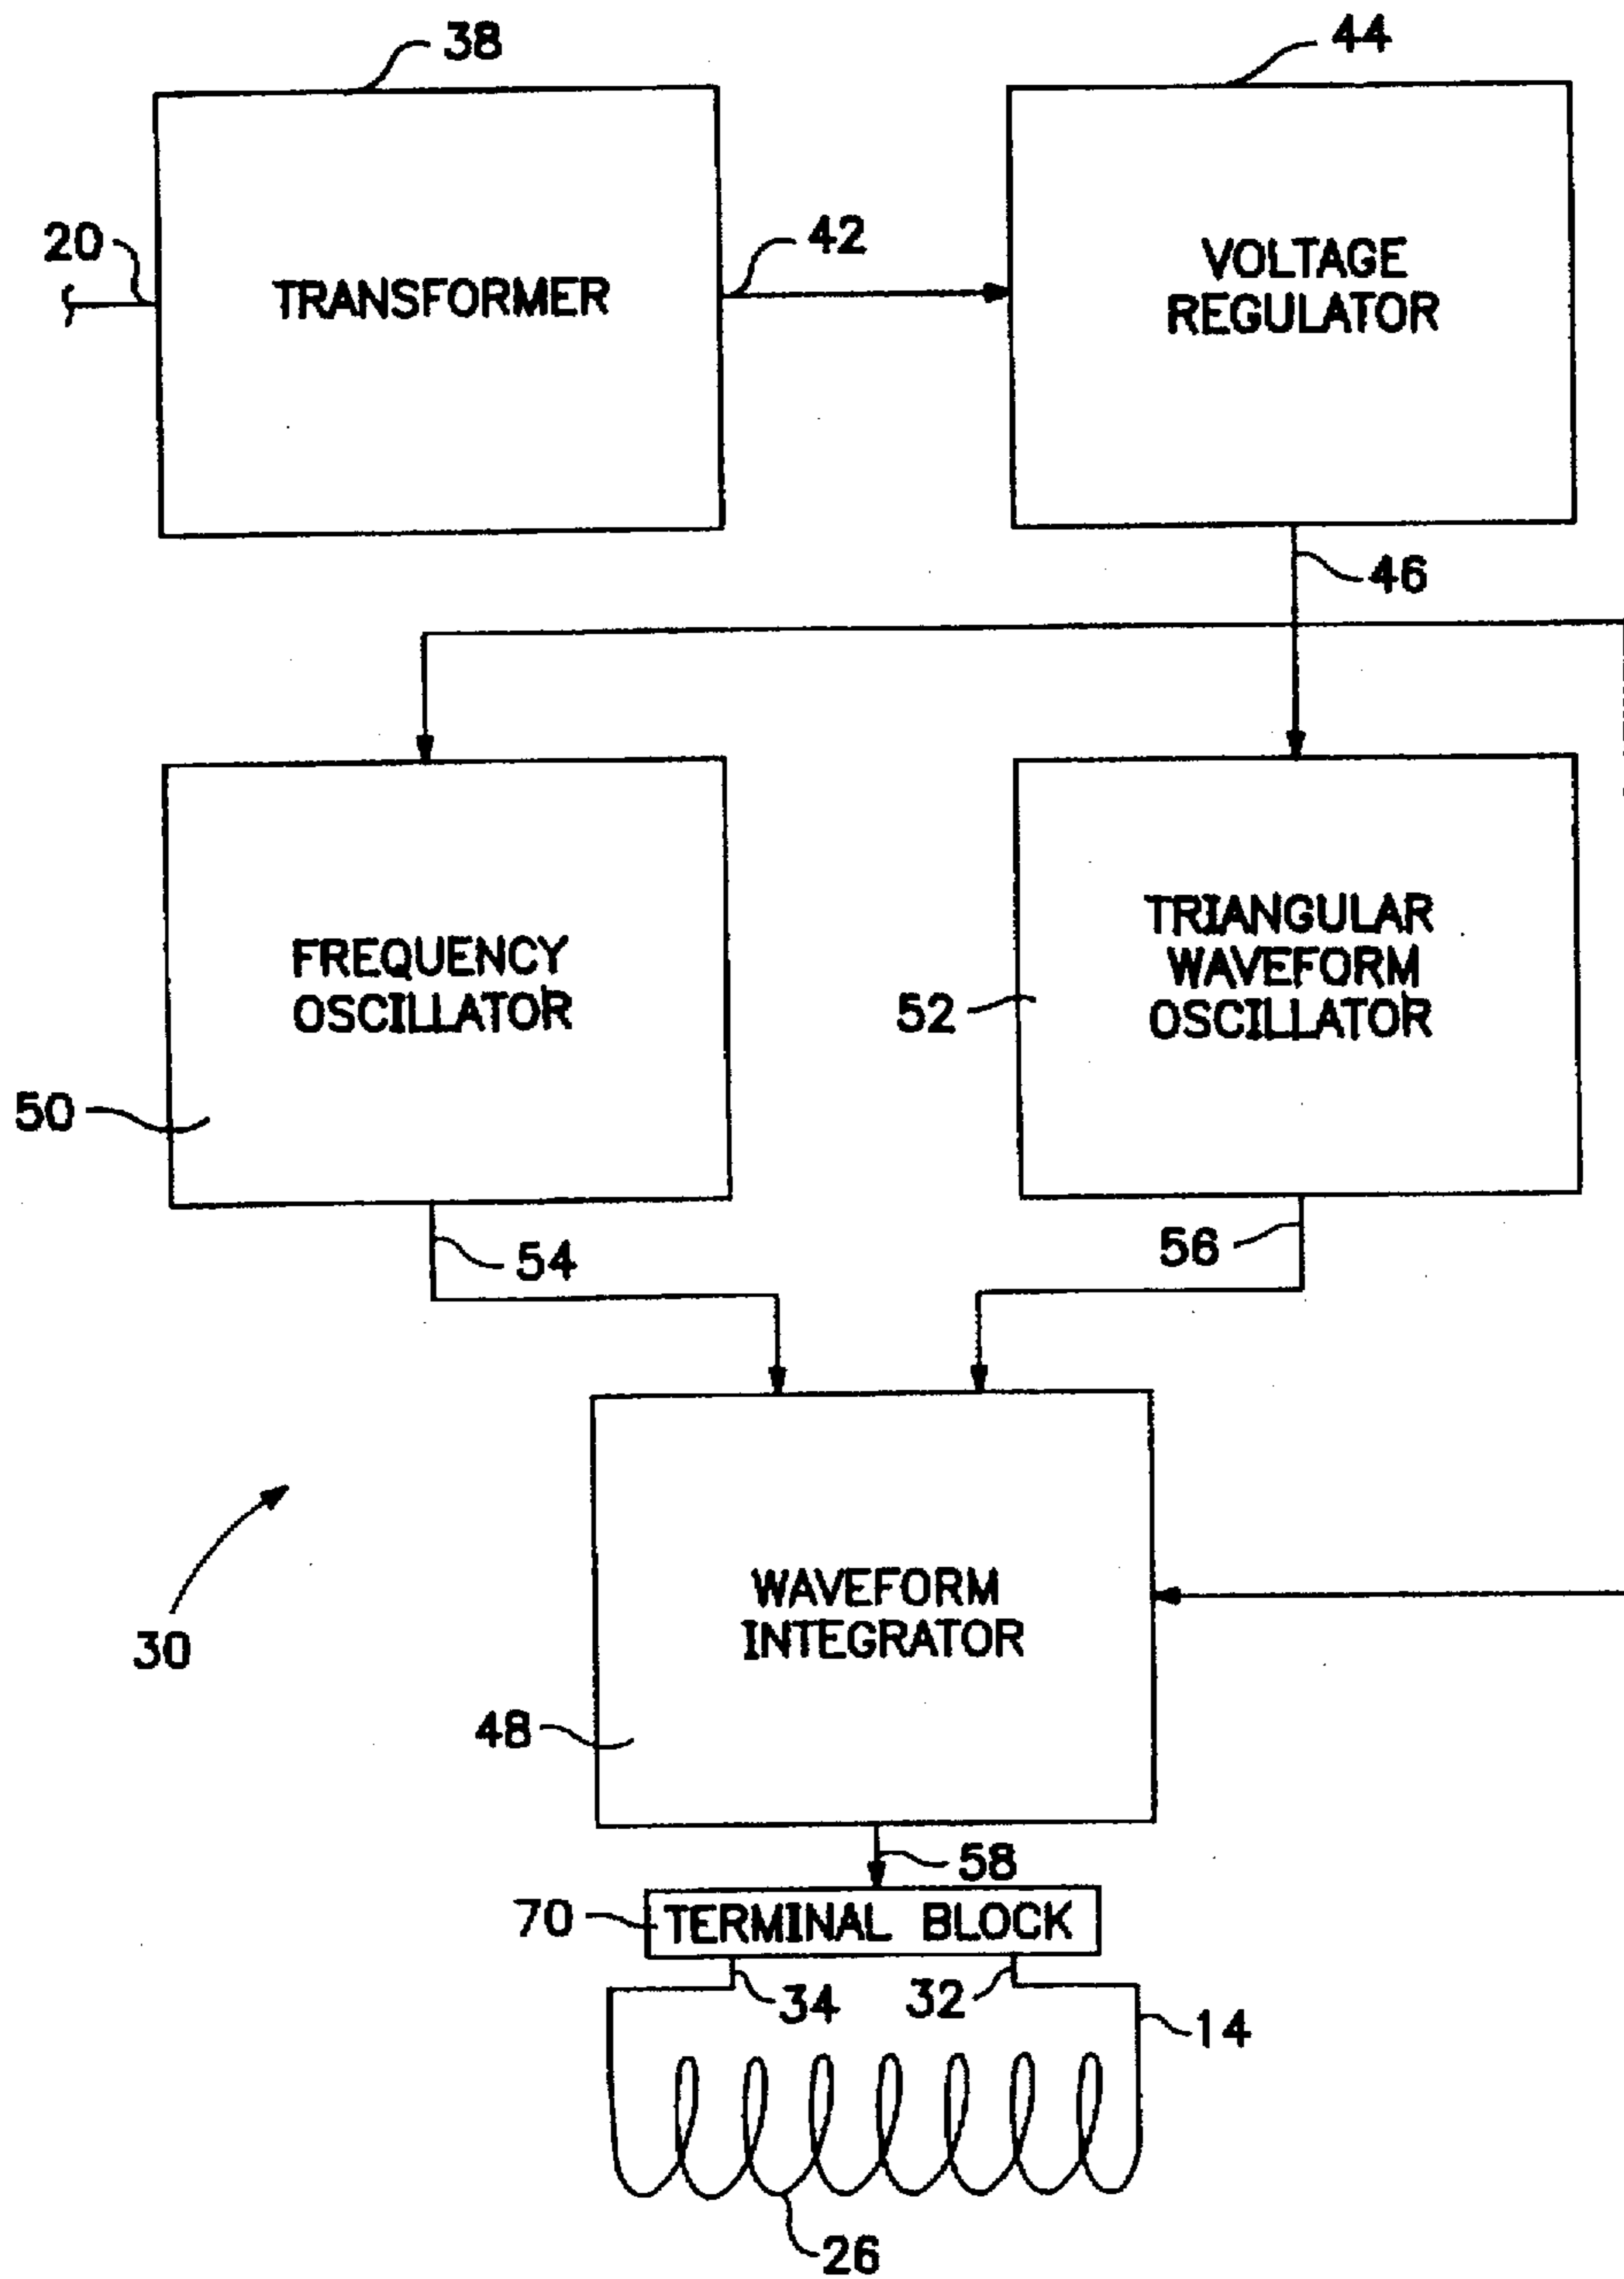 38
44
20
TRANSFORMER
42
VOLTAGE
REGULATOR
46
FREQUENCY
OSCILLATOR
50
TRIANGULAR
WAVEFORM
OSCILLATOR
52
54
56
WAVEFORM
INTEGRATOR
30
48
58
70
TERMINAL BLOCK
34
32
14
26